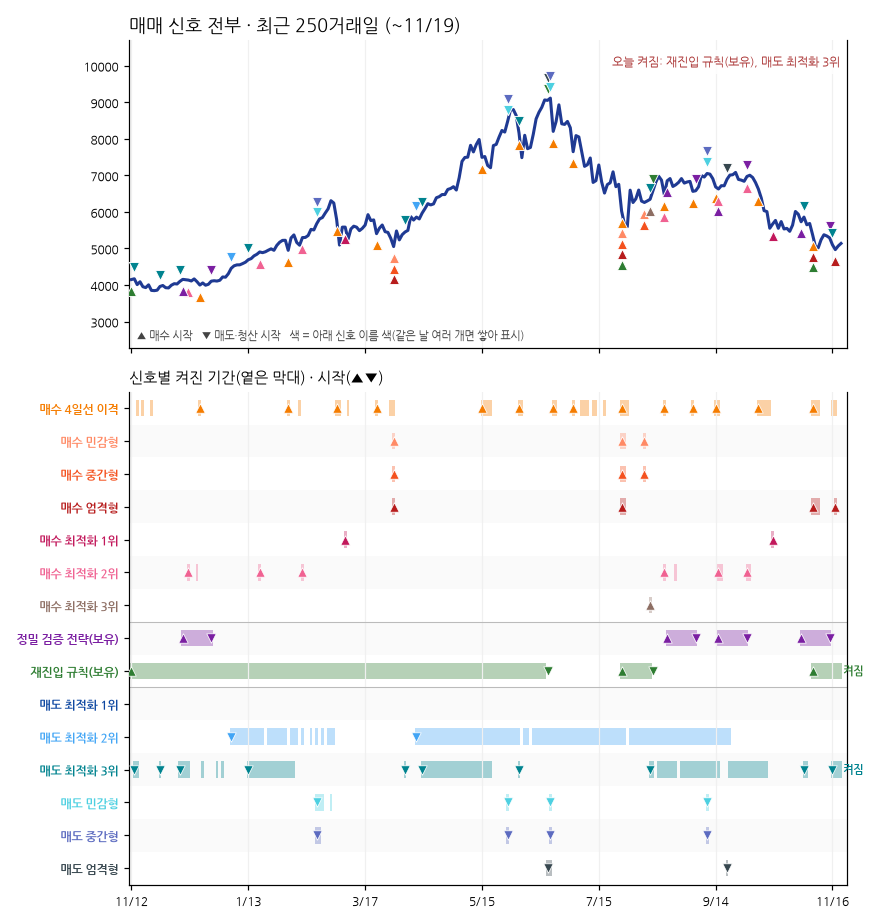 매매 신호 전부 · 최근 250거래일 (~11/19)
오늘 켜짐: 재진입 규칙(보유), 매도 최적화 3위
10000
9000
8000
7000
6000
5000
4000
3000
▲ 매수 시작 ▼ 매도·청산 시작 색 = 아래 신호 이름 색(같은 날 여러 개면 쌓아 표시)
신호별 켜진 기간(옅은 막대) · 시작(▲▼)
매수 4일선 이격
매수 민감형
매수 중간형
매수 엄격형
매수 최적화 1위
매수 최적화 2위
매수 최적화 3위
정밀 검증 전략(보유)
재진입 규칙(보유)
켜짐
매도 최적화 1위
매도 최적화 2위
매도 최적화 3위
켜짐
매도 민감형
매도 중간형
매도 엄격형
11/12
1/13
3/17
5/15
7/15
9/14
11/16